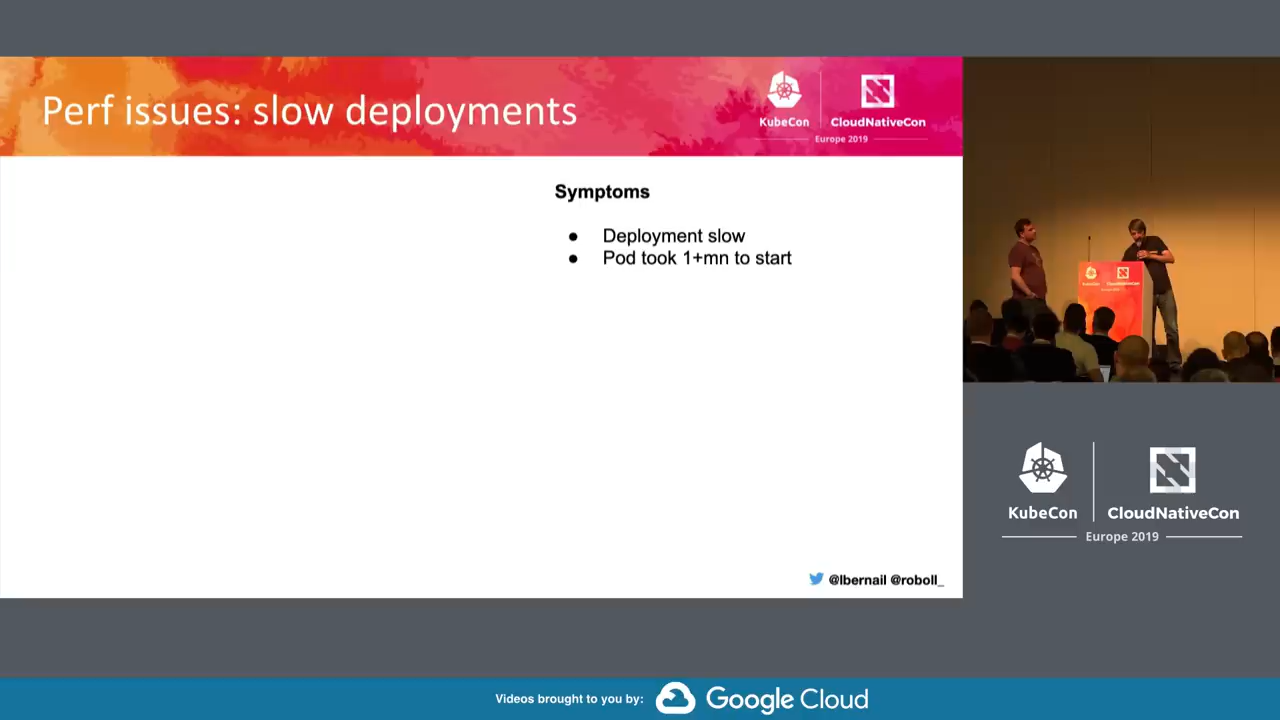 Perf issues: slow deployments
KubeCon
CloudNativeCon
Europe 2019
Symptoms
● Deployment slow
● Pod took 1+mn to start
@lbernail @roboll_
KubeCon
CloudNativeCon
Europe 2019
Videos brought to you by:
Google Cloud